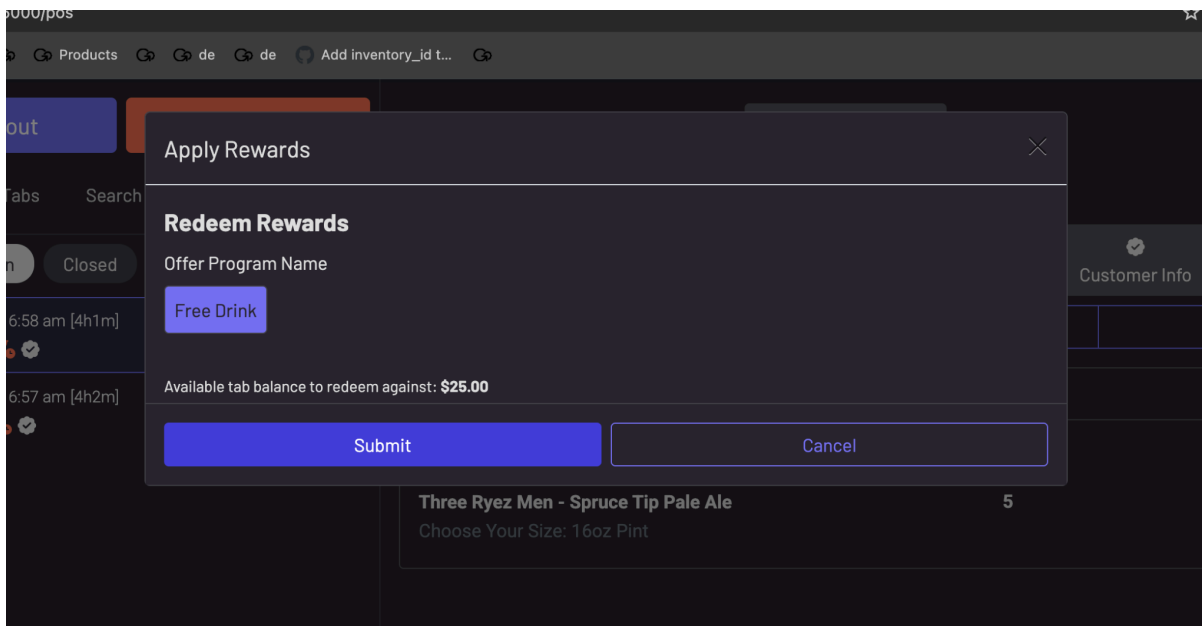 5000/pos
Products de de Add inventory_id t...
out
Apply Rewards
Tabs Search
Redeem Rewards
Offer Program Name
Closed
Customer Info
Free Drink
6:58 am [4h1m]
6:57 am [4h2m]
Available tab balance to redeem against: $25.00
Submit Cancel
Three Ryez Men - Spruce Tip Pale Ale 5
Choose Your Size: 16oz Pint